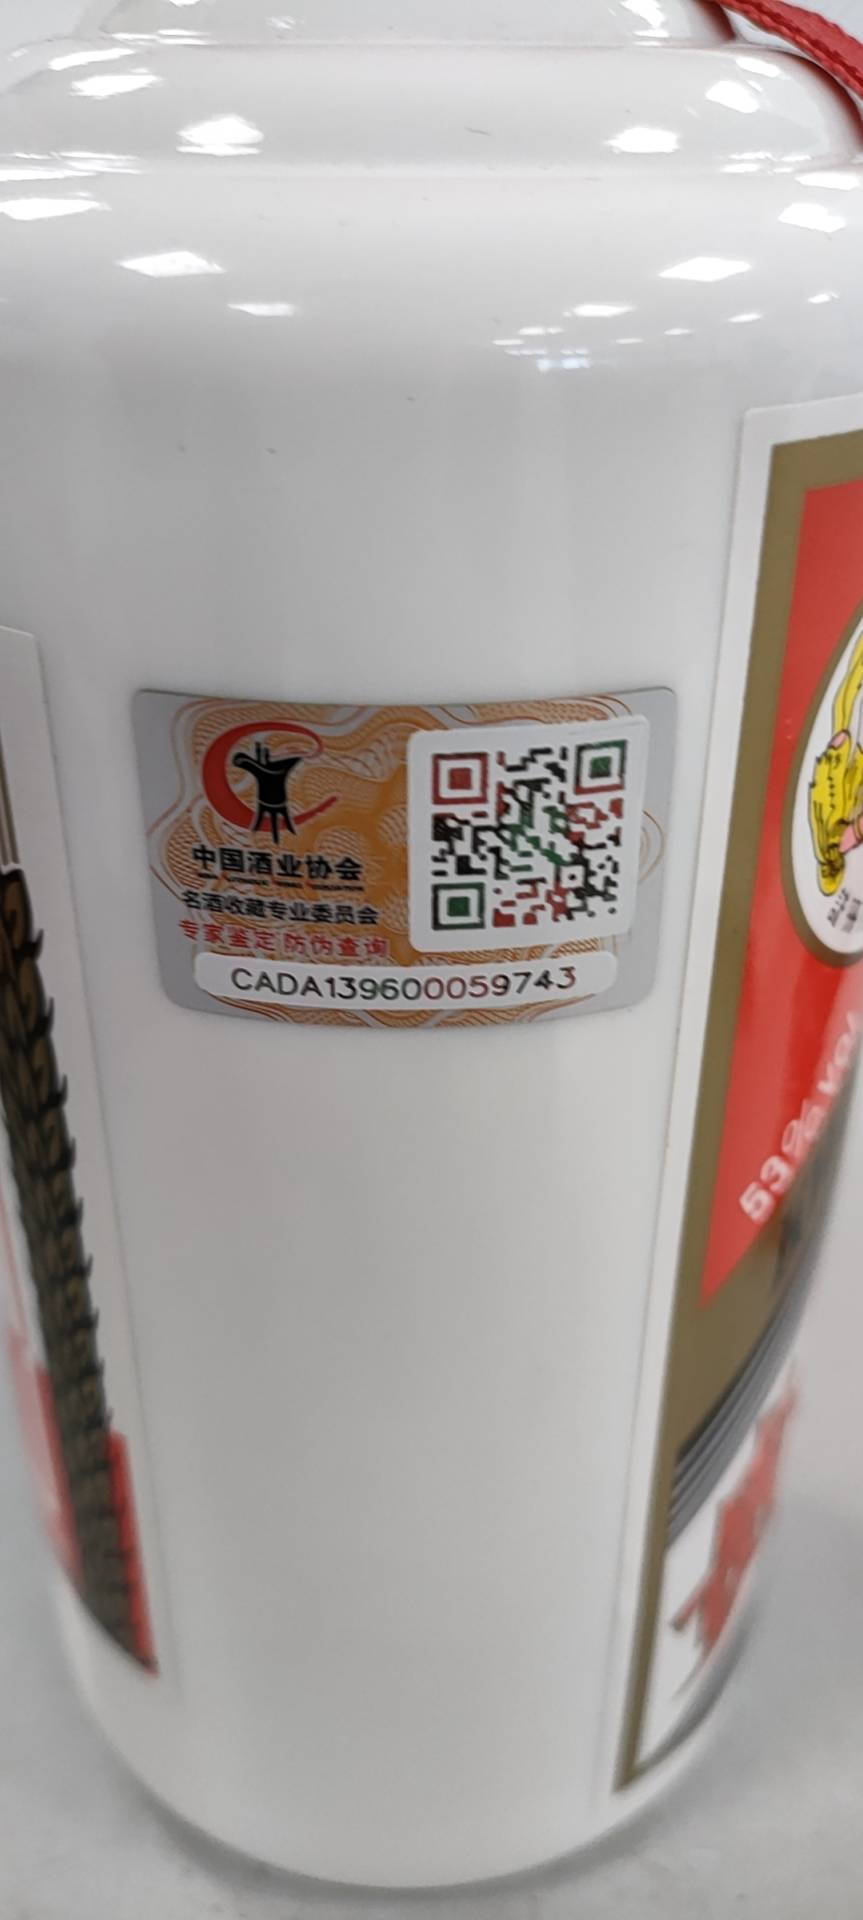 中国酒业协会
名酒收藏专业委员会
专家鉴定 防伪查询
CADA139600059743
53%vol